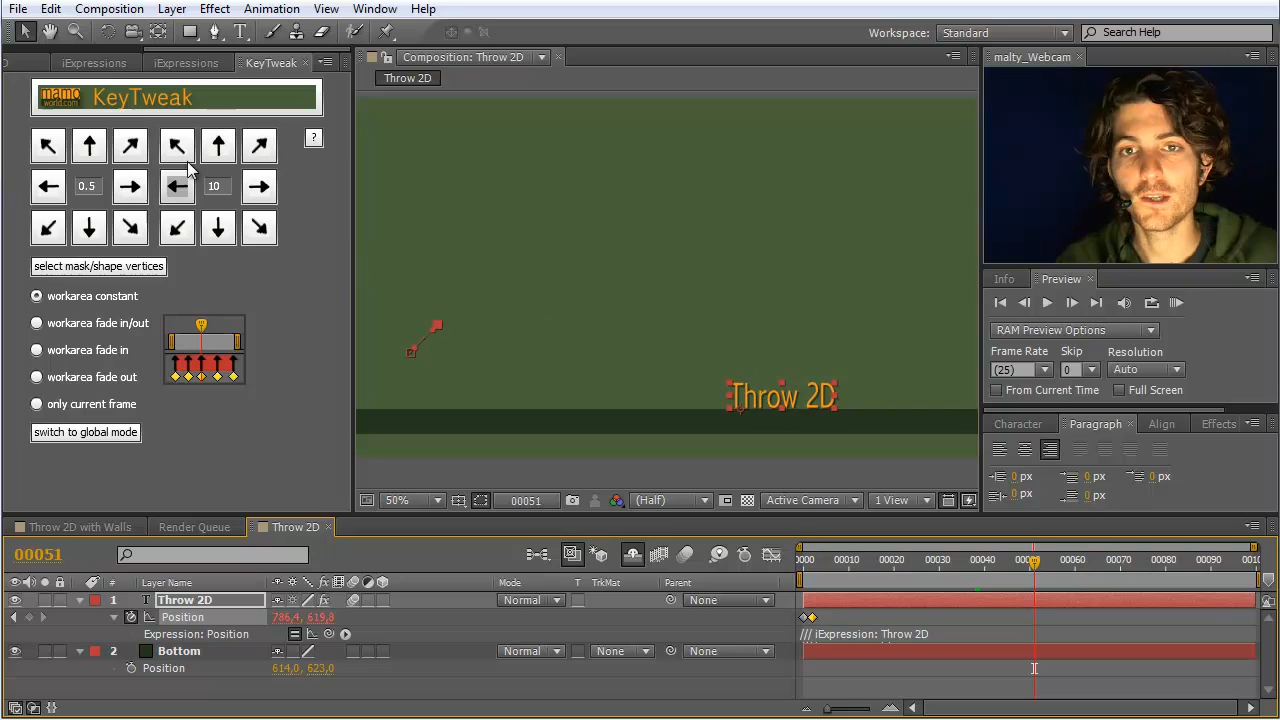 File Edit Composition Layer Effect Animation View Window Help
Workspace: Standard Search Help
iExpressions iExpressions KeyTweak
Composition: Throw 2D
malty_Webcam
Throw 2D
mamoworld.com KeyTweak
?
0.5 10
select mask/shape vertices
workarea constant
workarea fade in/out
workarea fade in
workarea fade out
only current frame
switch to global mode
Throw 2D
50% 00051 (Half) Active Camera 1 View
Info Preview
RAM Preview Options
Frame Rate Skip Resolution
(25) 0 Auto
From Current Time Full Screen
Character Paragraph Align Effects
0 px 0 px 0 px
0 px 0 px
Throw 2D with Walls Render Queue Throw 2D
00051
00010 00020 00030 00040 00060 00070 00080 00090
# Layer Name Mode T TrkMat Parent
1 T Throw 2D Normal None
Position 786,4, 619,8
Expression: Position /// iExpression: Throw 2D
2 Bottom Normal None None
Position 614,0, 623,0